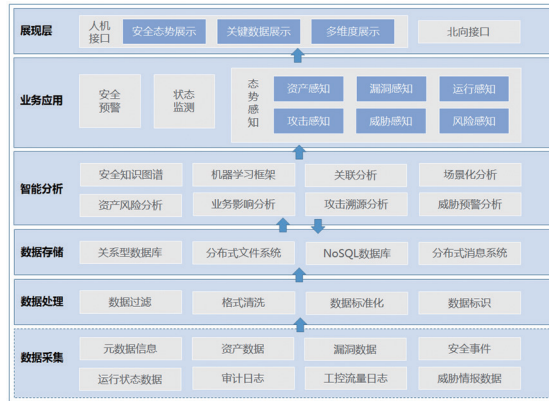 展现层
人机
接口
安全态势展示
关键数据展示
多维度展示
北向接口
业务应用
安全
预警
状态
监测
态
势
感
知
资产感知
漏洞感知
运行感知
攻击感知
威胁感知
风险感知
智能分析
安全知识图谱
机器学习框架
关联分析
场景化分析
资产风险分析
业务影响分析
攻击溯源分析
威胁预警分析
数据存储
关系型数据库
分布式文件系统
NoSQL数据库
分布式消息系统
数据处理
数据过滤
格式清洗
数据标准化
数据标识
数据采集
元数据信息
资产数据
漏洞数据
安全事件
运行状态数据
审计日志
工控流量日志
威胁情报数据